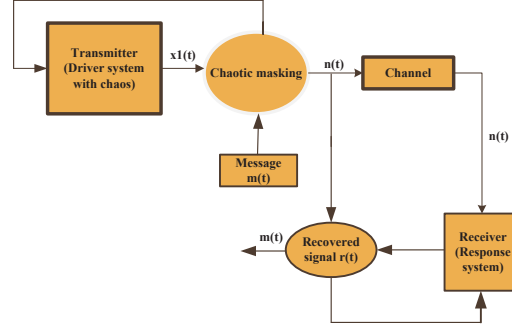 Transmitter
(Driver system
with chaos)
x1(t)
Chaotic masking
n(t)
Channel
Message
m(t)
n(t)
m(t)
Recovered
signal r(t)
Receiver
(Response
system)